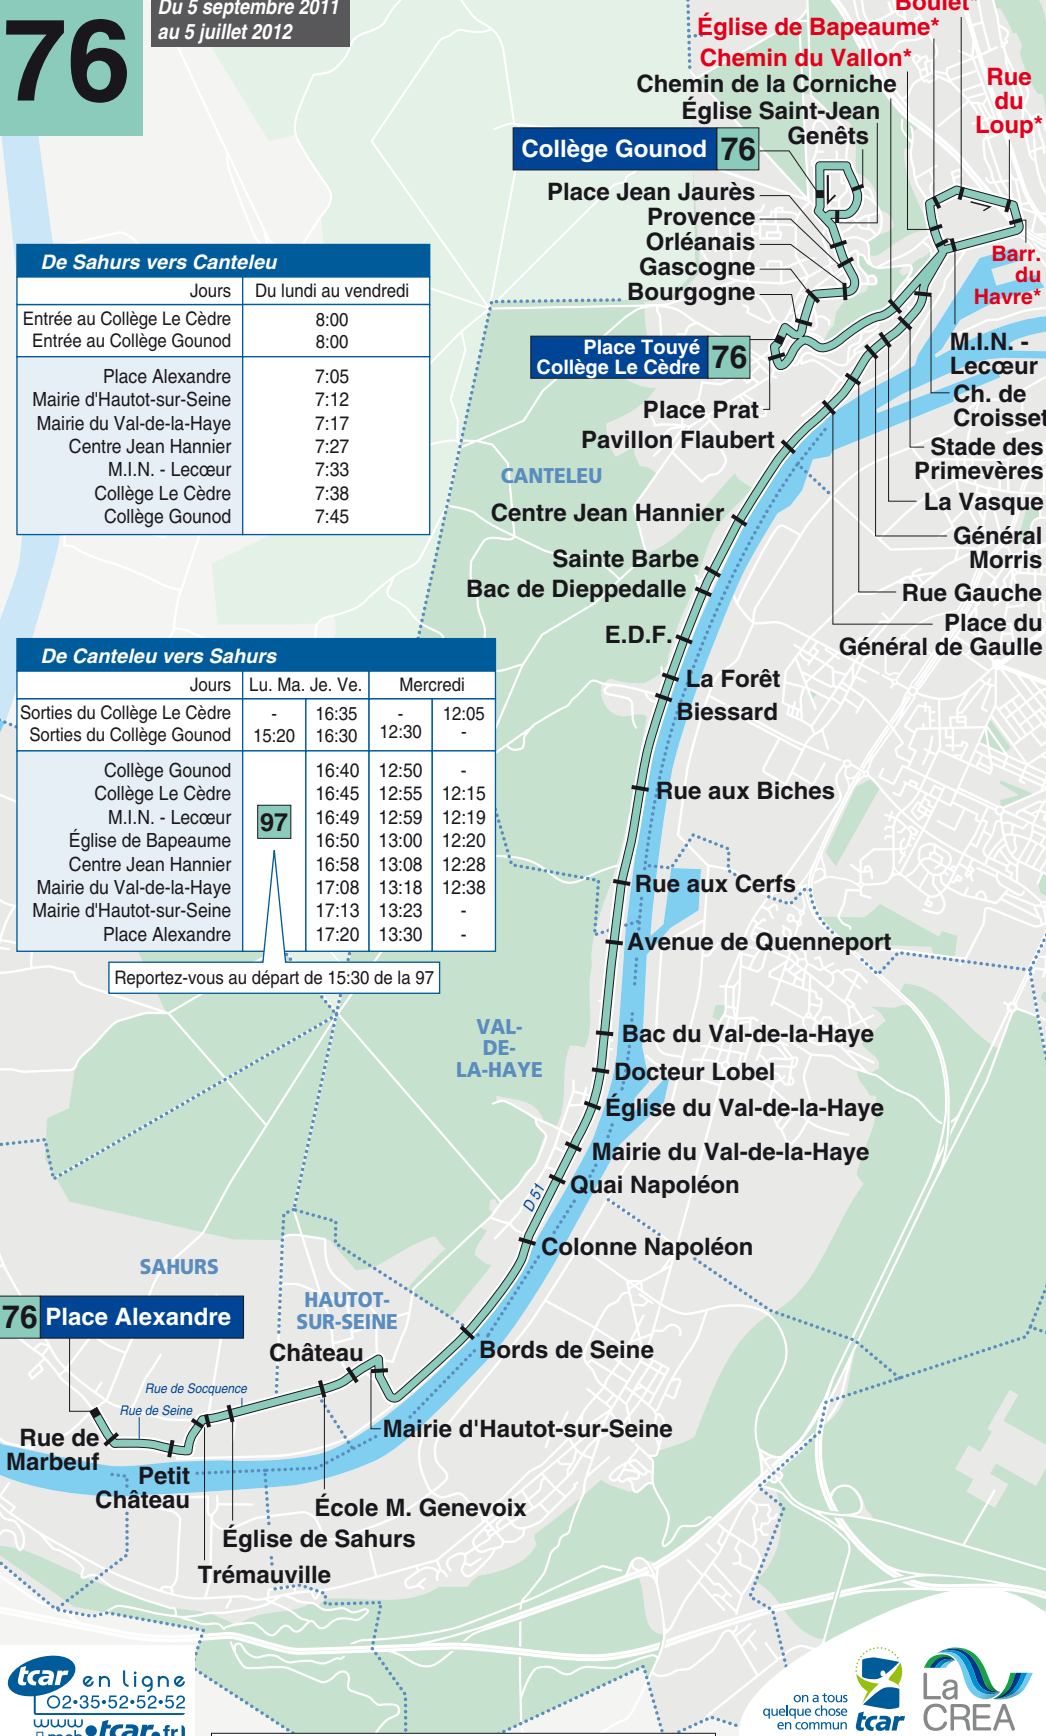 76
Du 5 septembre 2011
au 5 juillet 2012
Boulet*
Église de Bapeaume*
Chemin du Vallon*
Chemin de la Corniche
Église Saint-Jean
Genêts
Rue
du
Loup*
Collège Gounod 76
Place Jean Jaurès
Provence
Orléanais
Gascogne
Bourgogne
Barr.
du
Havre*
Place Touyé
Collège Le Cèdre 76
M.I.N. -
Lecœur
Ch. de
Croisset
Place Prat
Pavillon Flaubert
Stade des
Primevères
CANTELEU
La Vasque
Centre Jean Hannier
Général
Morris
Sainte Barbe
Bac de Dieppedalle
Rue Gauche
E.D.F.
Place du
Général de Gaulle
La Forêt
Biessard
Rue aux Biches
Rue aux Cerfs
Avenue de Quenneport
VAL-
DE-
LA-HAYE
Bac du Val-de-la-Haye
Docteur Lobel
Église du Val-de-la-Haye
Mairie du Val-de-la-Haye
Quai Napoléon
D 51
Colonne Napoléon
SAHURS
HAUTOT-
SUR-SEINE
76 Place Alexandre
Château
Bords de Seine
Rue de Socquence
Rue de Seine
Mairie d'Hautot-sur-Seine
Rue de
Marbeuf
Petit
Château
École M. Genevoix
Église de Sahurs
Trémauville
De Sahurs vers Canteleu
Jours Du lundi au vendredi
Entrée au Collège Le Cèdre 8:00
Entrée au Collège Gounod 8:00
Place Alexandre 7:05
Mairie d'Hautot-sur-Seine 7:12
Mairie du Val-de-la-Haye 7:17
Centre Jean Hannier 7:27
M.I.N. - Lecœur 7:33
Collège Le Cèdre 7:38
Collège Gounod 7:45
De Canteleu vers Sahurs
Jours Lu. Ma. Je. Ve. Mercredi
Sorties du Collège Le Cèdre - 16:35 - 12:05
Sorties du Collège Gounod 15:20 16:30 12:30 -
Collège Gounod 16:40 12:50 -
Collège Le Cèdre 16:45 12:55 12:15
M.I.N. - Lecœur 97 16:49 12:59 12:19
Église de Bapeaume 16:50 13:00 12:20
Centre Jean Hannier 16:58 13:08 12:28
Mairie du Val-de-la-Haye 17:08 13:18 12:38
Mairie d'Hautot-sur-Seine 17:13 13:23 -
Place Alexandre 17:20 13:30 -
Reportez-vous au départ de 15:30 de la 97
tcar en ligne
02•35•52•52•52
www tcar.fr
on a tous
quelque chose
en commun tcar
La
CREA